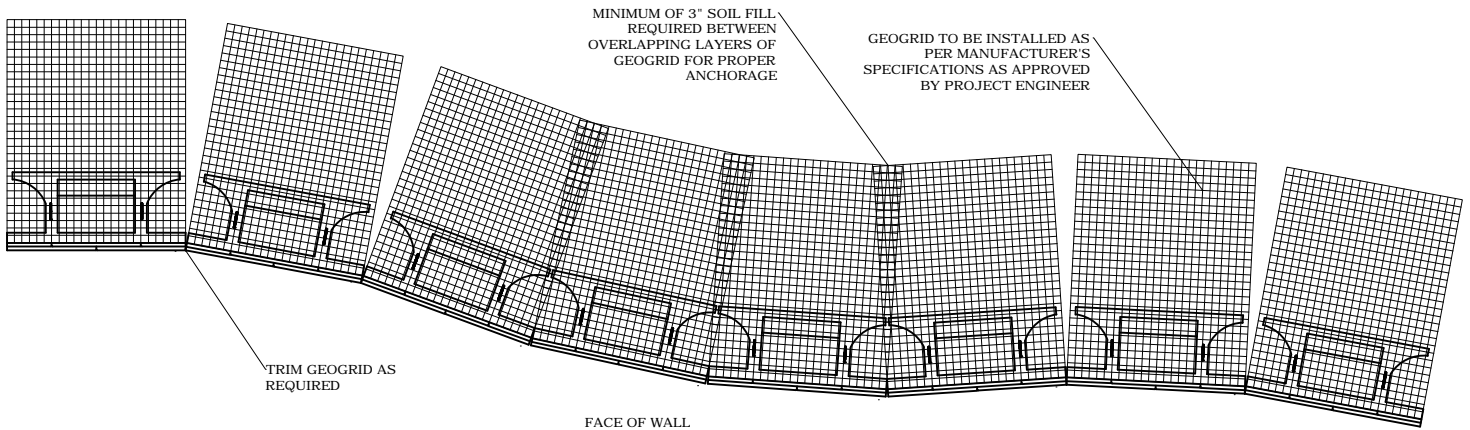 MINIMUM OF 3" SOIL FILL
REQUIRED BETWEEN
OVERLAPPING LAYERS OF
GEOGRID FOR PROPER
ANCHORAGE
GEOGRID TO BE INSTALLED AS
PER MANUFACTURER'S
SPECIFICATIONS AS APPROVED
BY PROJECT ENGINEER
TRIM GEOGRID AS
REQUIRED
FACE OF WALL